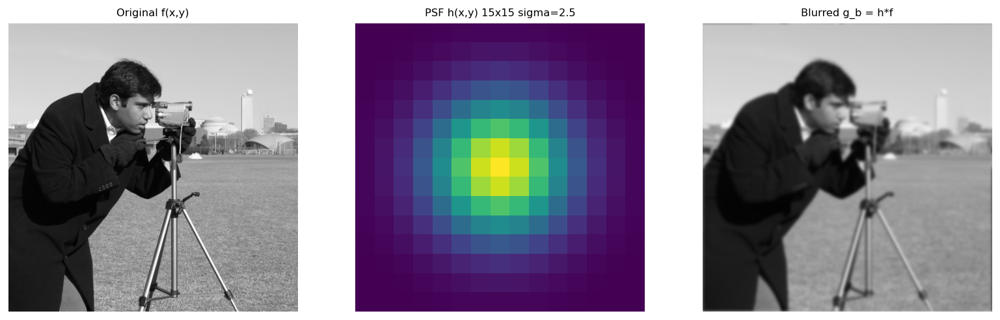 Original f(x,y)
PSF h(x,y) 15x15 sigma=2.5
Blurred g_b = h*f